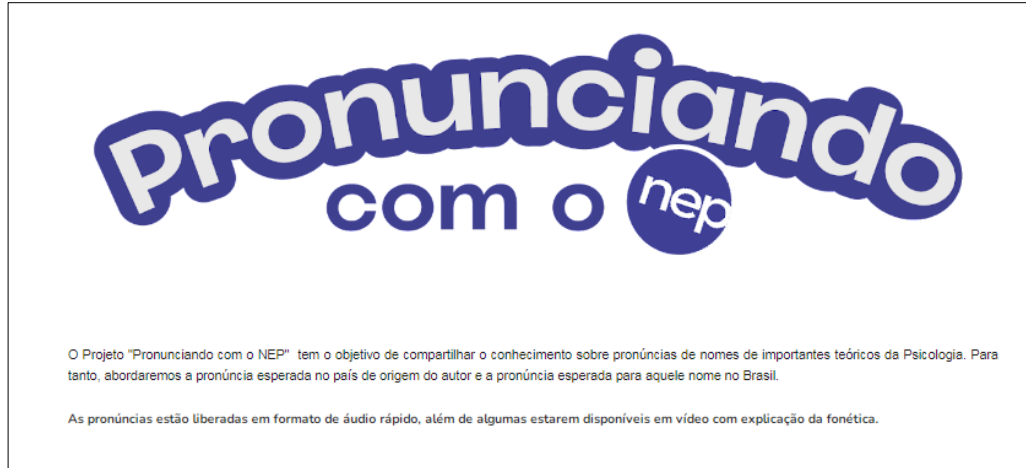 Pronunciando
com o nep
O Projeto "Pronunciando com o NEP"  tem o objetivo de compartilhar o conhecimento sobre pronúncias de nomes de importantes teóricos da Psicologia. Para
tanto, abordaremos a pronúncia esperada no país de origem do autor e a pronúncia esperada para aquele nome no Brasil.
As pronúncias estão liberadas em formato de áudio rápido, além de algumas estarem disponíveis em vídeo com explicação da fonética.